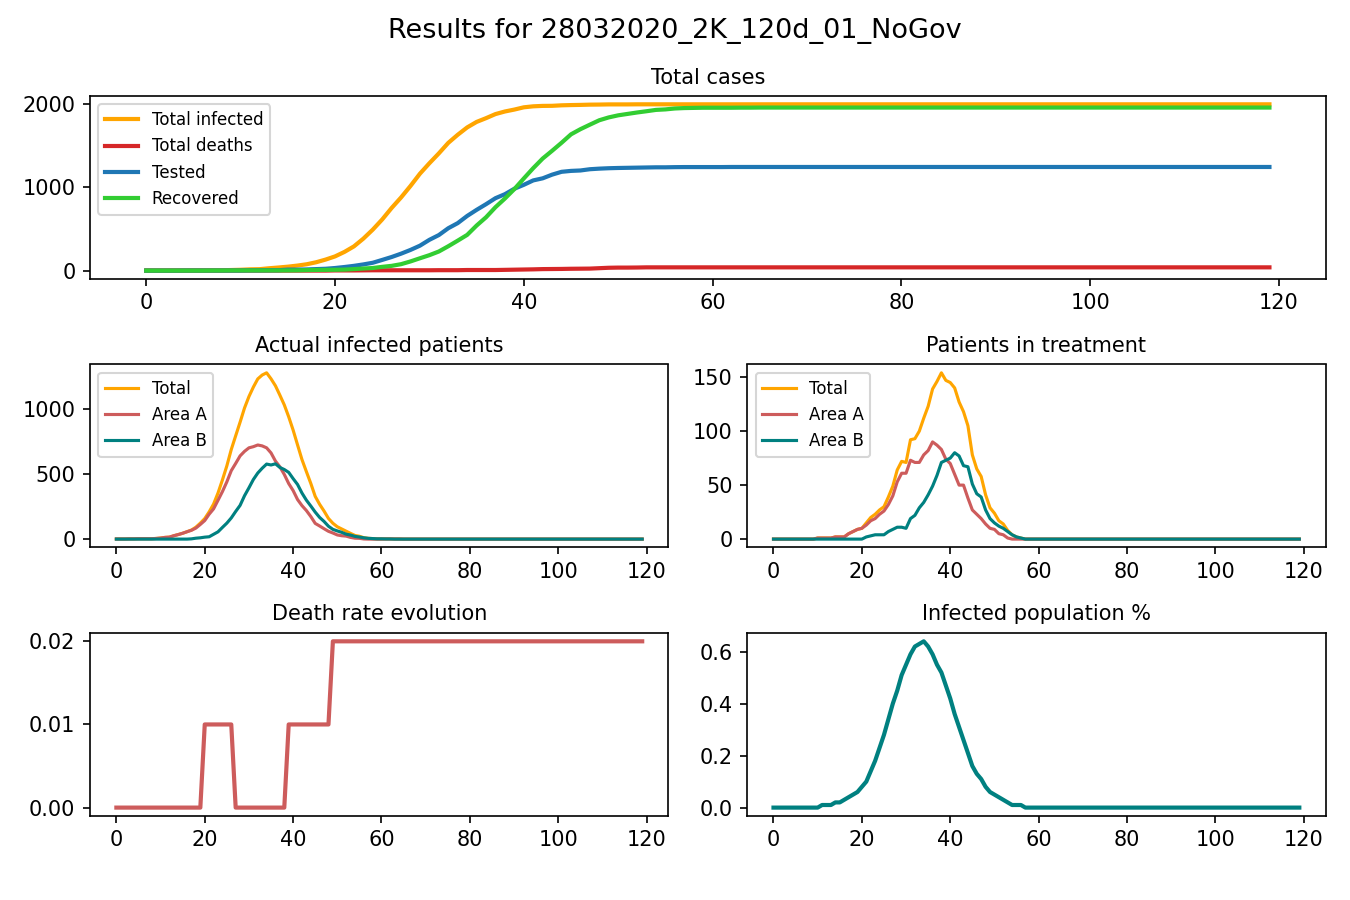 Results for 28032020_2K_120d_01_NoGov
Total cases
Total infected
Total deaths
Tested
Recovered
2000
1000
0
0 20 40 60 80 100 120
Actual infected patients
Total
Area A
Area B
1000
500
0
0 20 40 60 80 100 120
Patients in treatment
Total
Area A
Area B
150
100
50
0
0 20 40 60 80 100 120
Death rate evolution
0.02
0.01
0.00
0 20 40 60 80 100 120
Infected population %
0.6
0.4
0.2
0.0
0 20 40 60 80 100 120